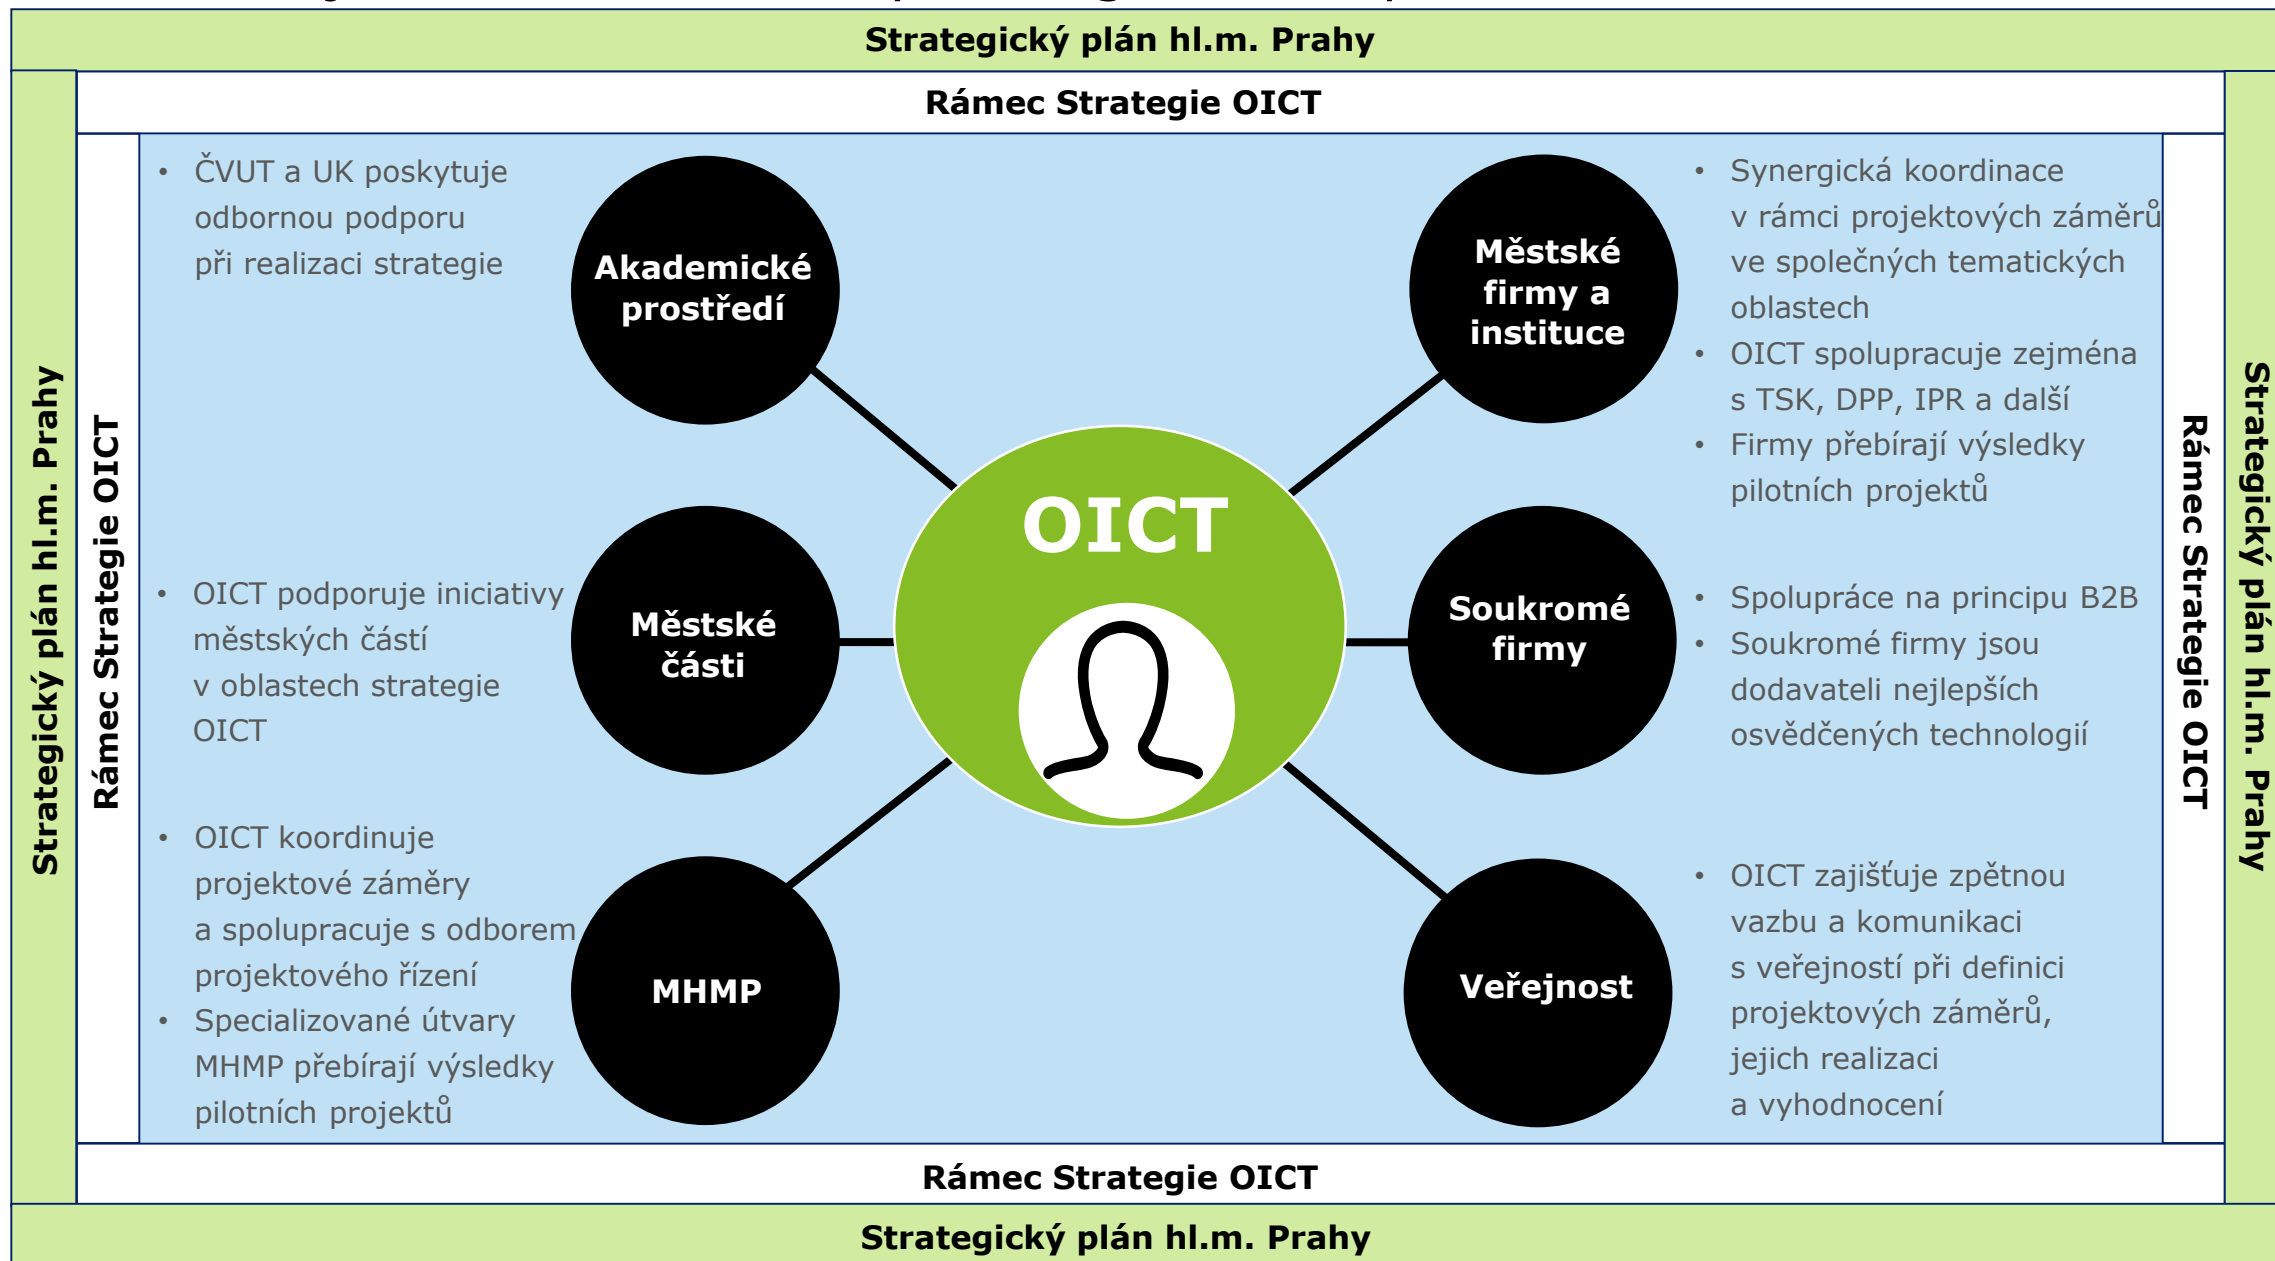 Strategický plán hl.m. Prahy
Rámec Strategie OICT
Strategický plán hl.m. Prahy
Rámec Strategie OICT
• ČVUT a UK poskytuje
odbornou podporu
při realizaci strategie
Akademické
prostředí
• OICT podporuje iniciativy
městských částí
v oblastech strategie
OICT
Městské
části
• OICT koordinuje
projektové záměry
a spolupracuje s odborem
projektového řízení
• Specializované útvary
MHMP přebírají výsledky
pilotních projektů
MHMP
OICT
Městské
firmy a
instituce
• Synergická koordinace
v rámci projektových záměrů
ve společných tematických
oblastech
• OICT spolupracuje zejména
s TSK, DPP, IPR a další
• Firmy přebírají výsledky
pilotních projektů
Soukromé
firmy
• Spolupráce na principu B2B
• Soukromé firmy jsou
dodavateli nejlepších
osvědčených technologií
Veřejnost
• OICT zajišťuje zpětnou
vazbu a komunikaci
s veřejností při definici
projektových záměrů,
jejich realizaci
a vyhodnocení
Rámec Strategie OICT
Strategický plán hl.m. Prahy
Rámec Strategie OICT
Strategický plán hl.m. Prahy